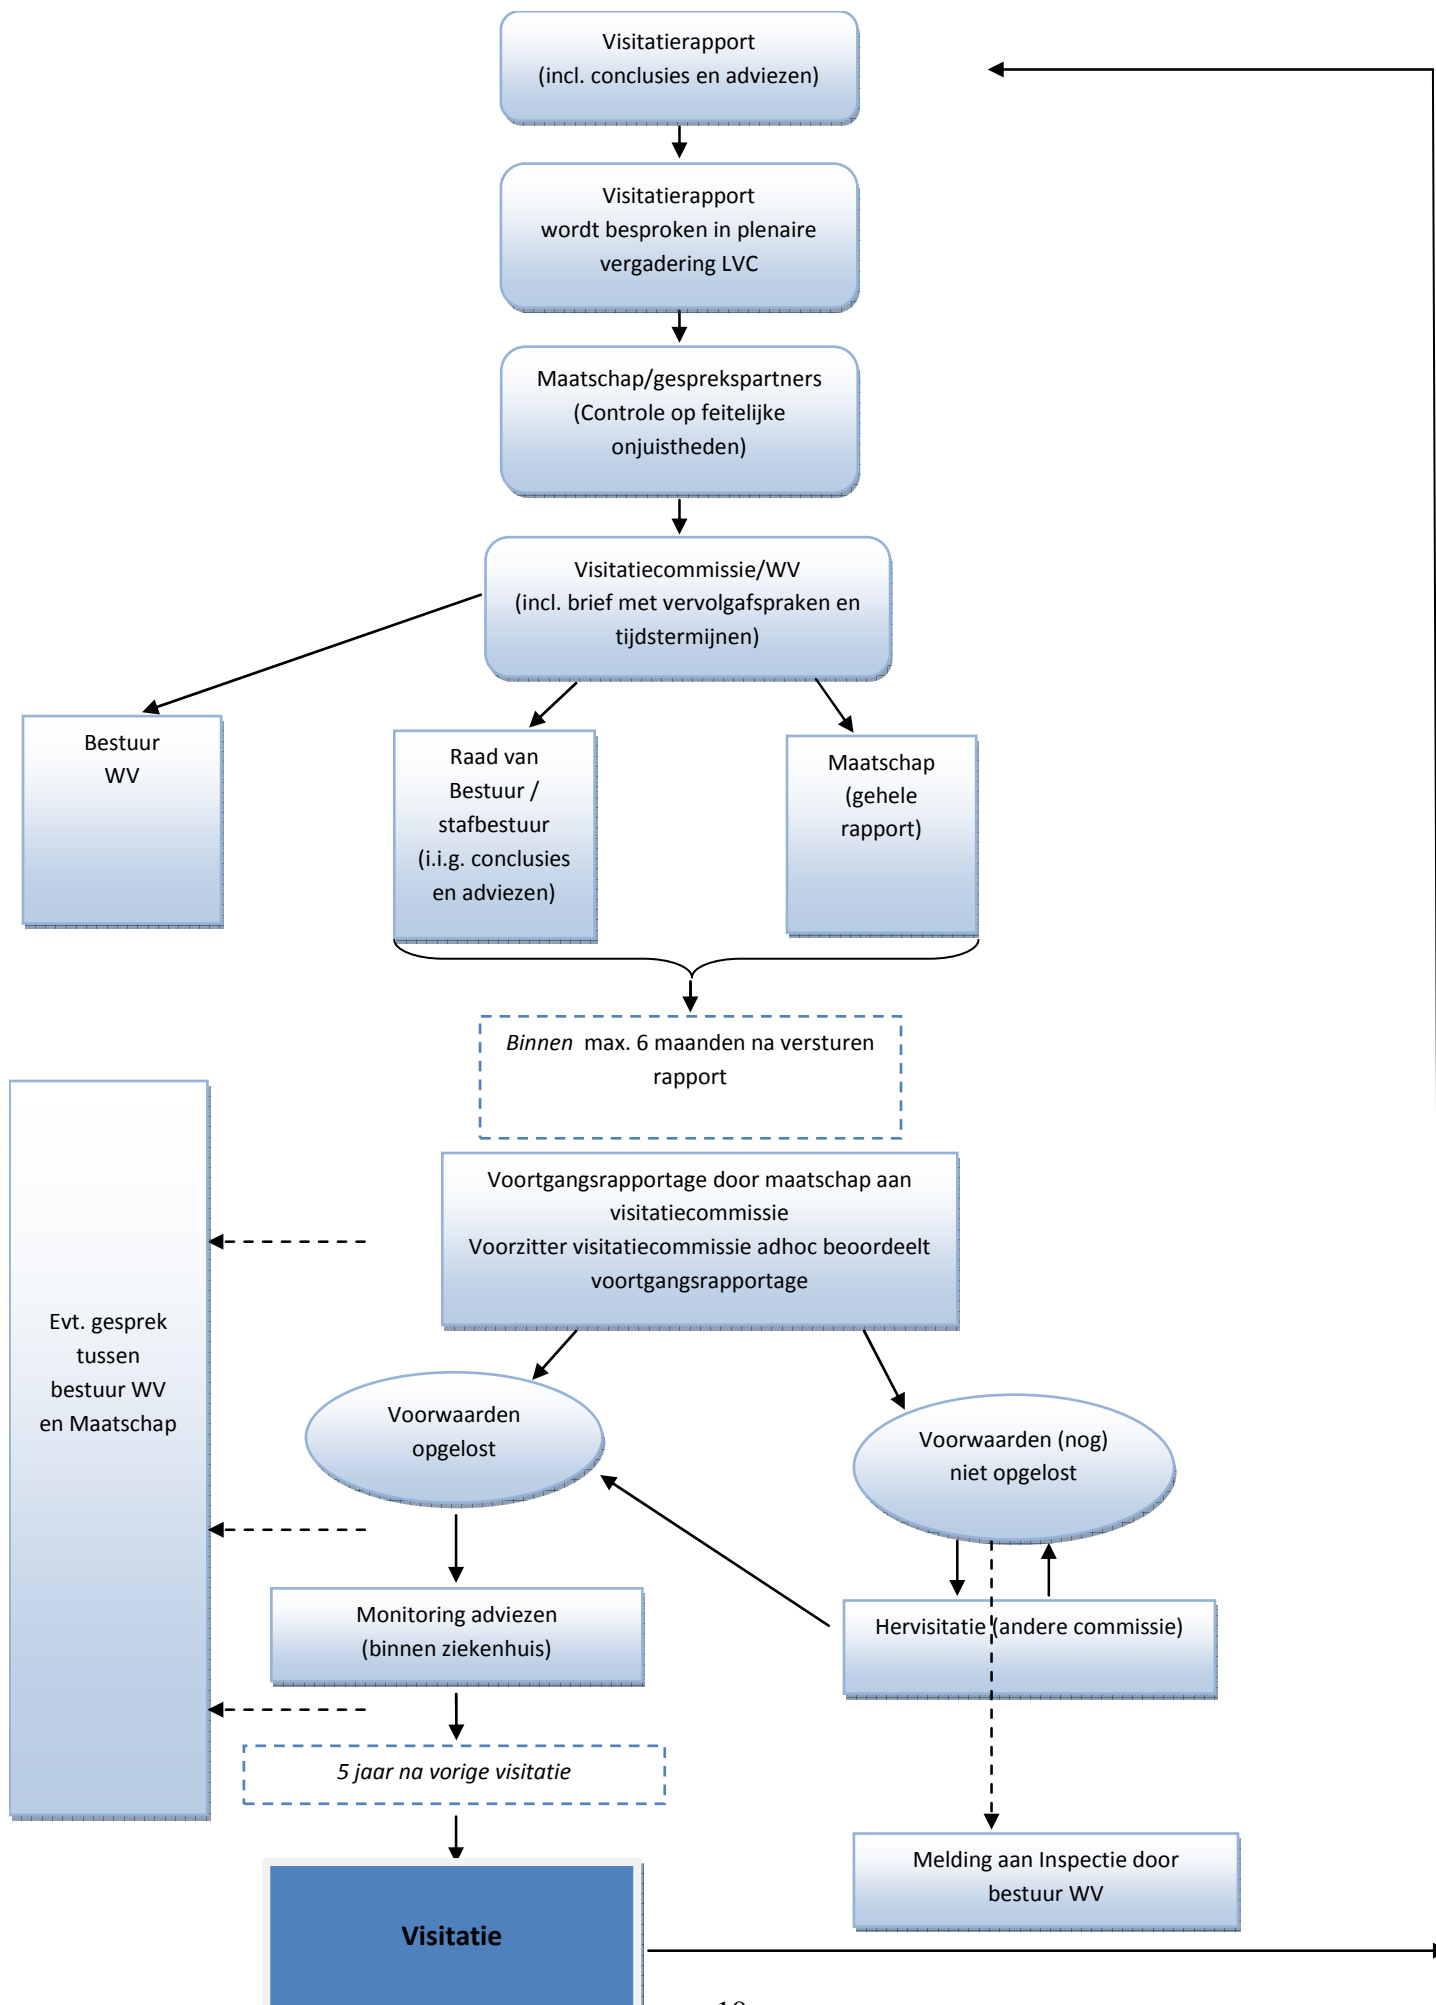 Visitatierapport
(incl. conclusies en adviezen)
Visitatierapport
wordt besproken in plenaire
vergadering LVC
Maatschap/gesprekspartners
(Controle op feitelijke
onjuistheden)
Visitatiecommissie/WV
(incl. brief met vervolgafspraken en
tijdstermijnen)
Bestuur
WV
Raad van
Bestuur /
stafbestuur
(i.i.g. conclusies
en adviezen)
Maatschap
(gehele
rapport)
Binnen max. 6 maanden na versturen
rapport
Voortgangsrapportage door maatschap aan
visitatiecommissie
Voorzitter visitatiecommissie adhoc beoordeelt
voortgangsrapportage
Evt. gesprek
tussen
bestuur WV
en Maatschap
Voorwaarden
opgelost
Voorwaarden (nog)
niet opgelost
Monitoring adviezen
(binnen ziekenhuis)
Hervisitatie (andere commissie)
5 jaar na vorige visitatie
Melding aan Inspectie door
bestuur WV
Visitatie